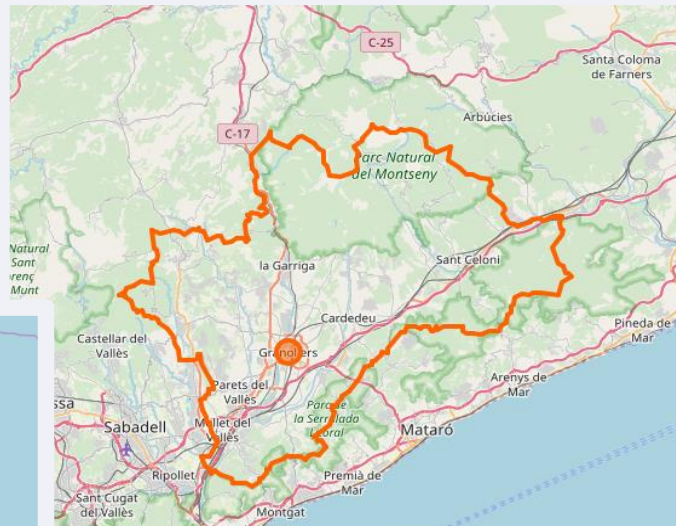 C-25
Santa Coloma
de Farners
Arbúcies
C-17
Parc Natural
del Montseny
Natural
Sant
Munt
la Garriga
Sant Celoni
Cardedeu
Castellar del
Vallès
Granollers
Pineda de
Mar
Parets del
Vallès
Arenys de
Mar
Sabadell
Mollet del
Vallès
Parc de
la Serralada
Litoral
Mataró
Ripollet
Premià de
Mar
Sant Cugat
del Vallès
Montgat